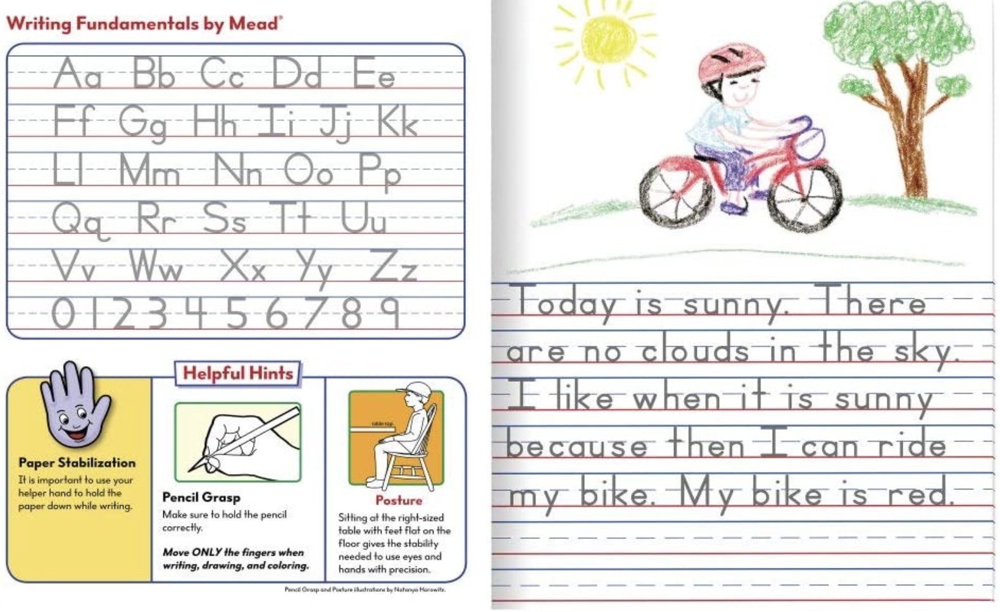 Writing Fundamentals by Mead®
Aa Bb Cc Dd Ee
Ff Gg Hh Ii Jj Kk
Ll Mm Nn Oo Pp
Qq Rr Ss Tt Uu
Vv Ww Xx Yy Zz
0 1 2 3 4 5 6 7 8 9
Helpful Hints
Paper Stabilization
It is important to use your
helper hand to hold the
paper down while writing.
Pencil Grasp
Make sure to hold the pencil
correctly.
Move ONLY the fingers when
writing, drawing, and coloring.
table top
Posture
Sitting at the right-sized
table with feet flat on the
floor gives the stability
needed to use eyes and
hands with precision.
Pencil Grasp and Posture illustrations by Natanya Horowitz.
Today is sunny. There
are no clouds in the sky.
I like when it is sunny
because then I can ride
my bike. My bike is red.